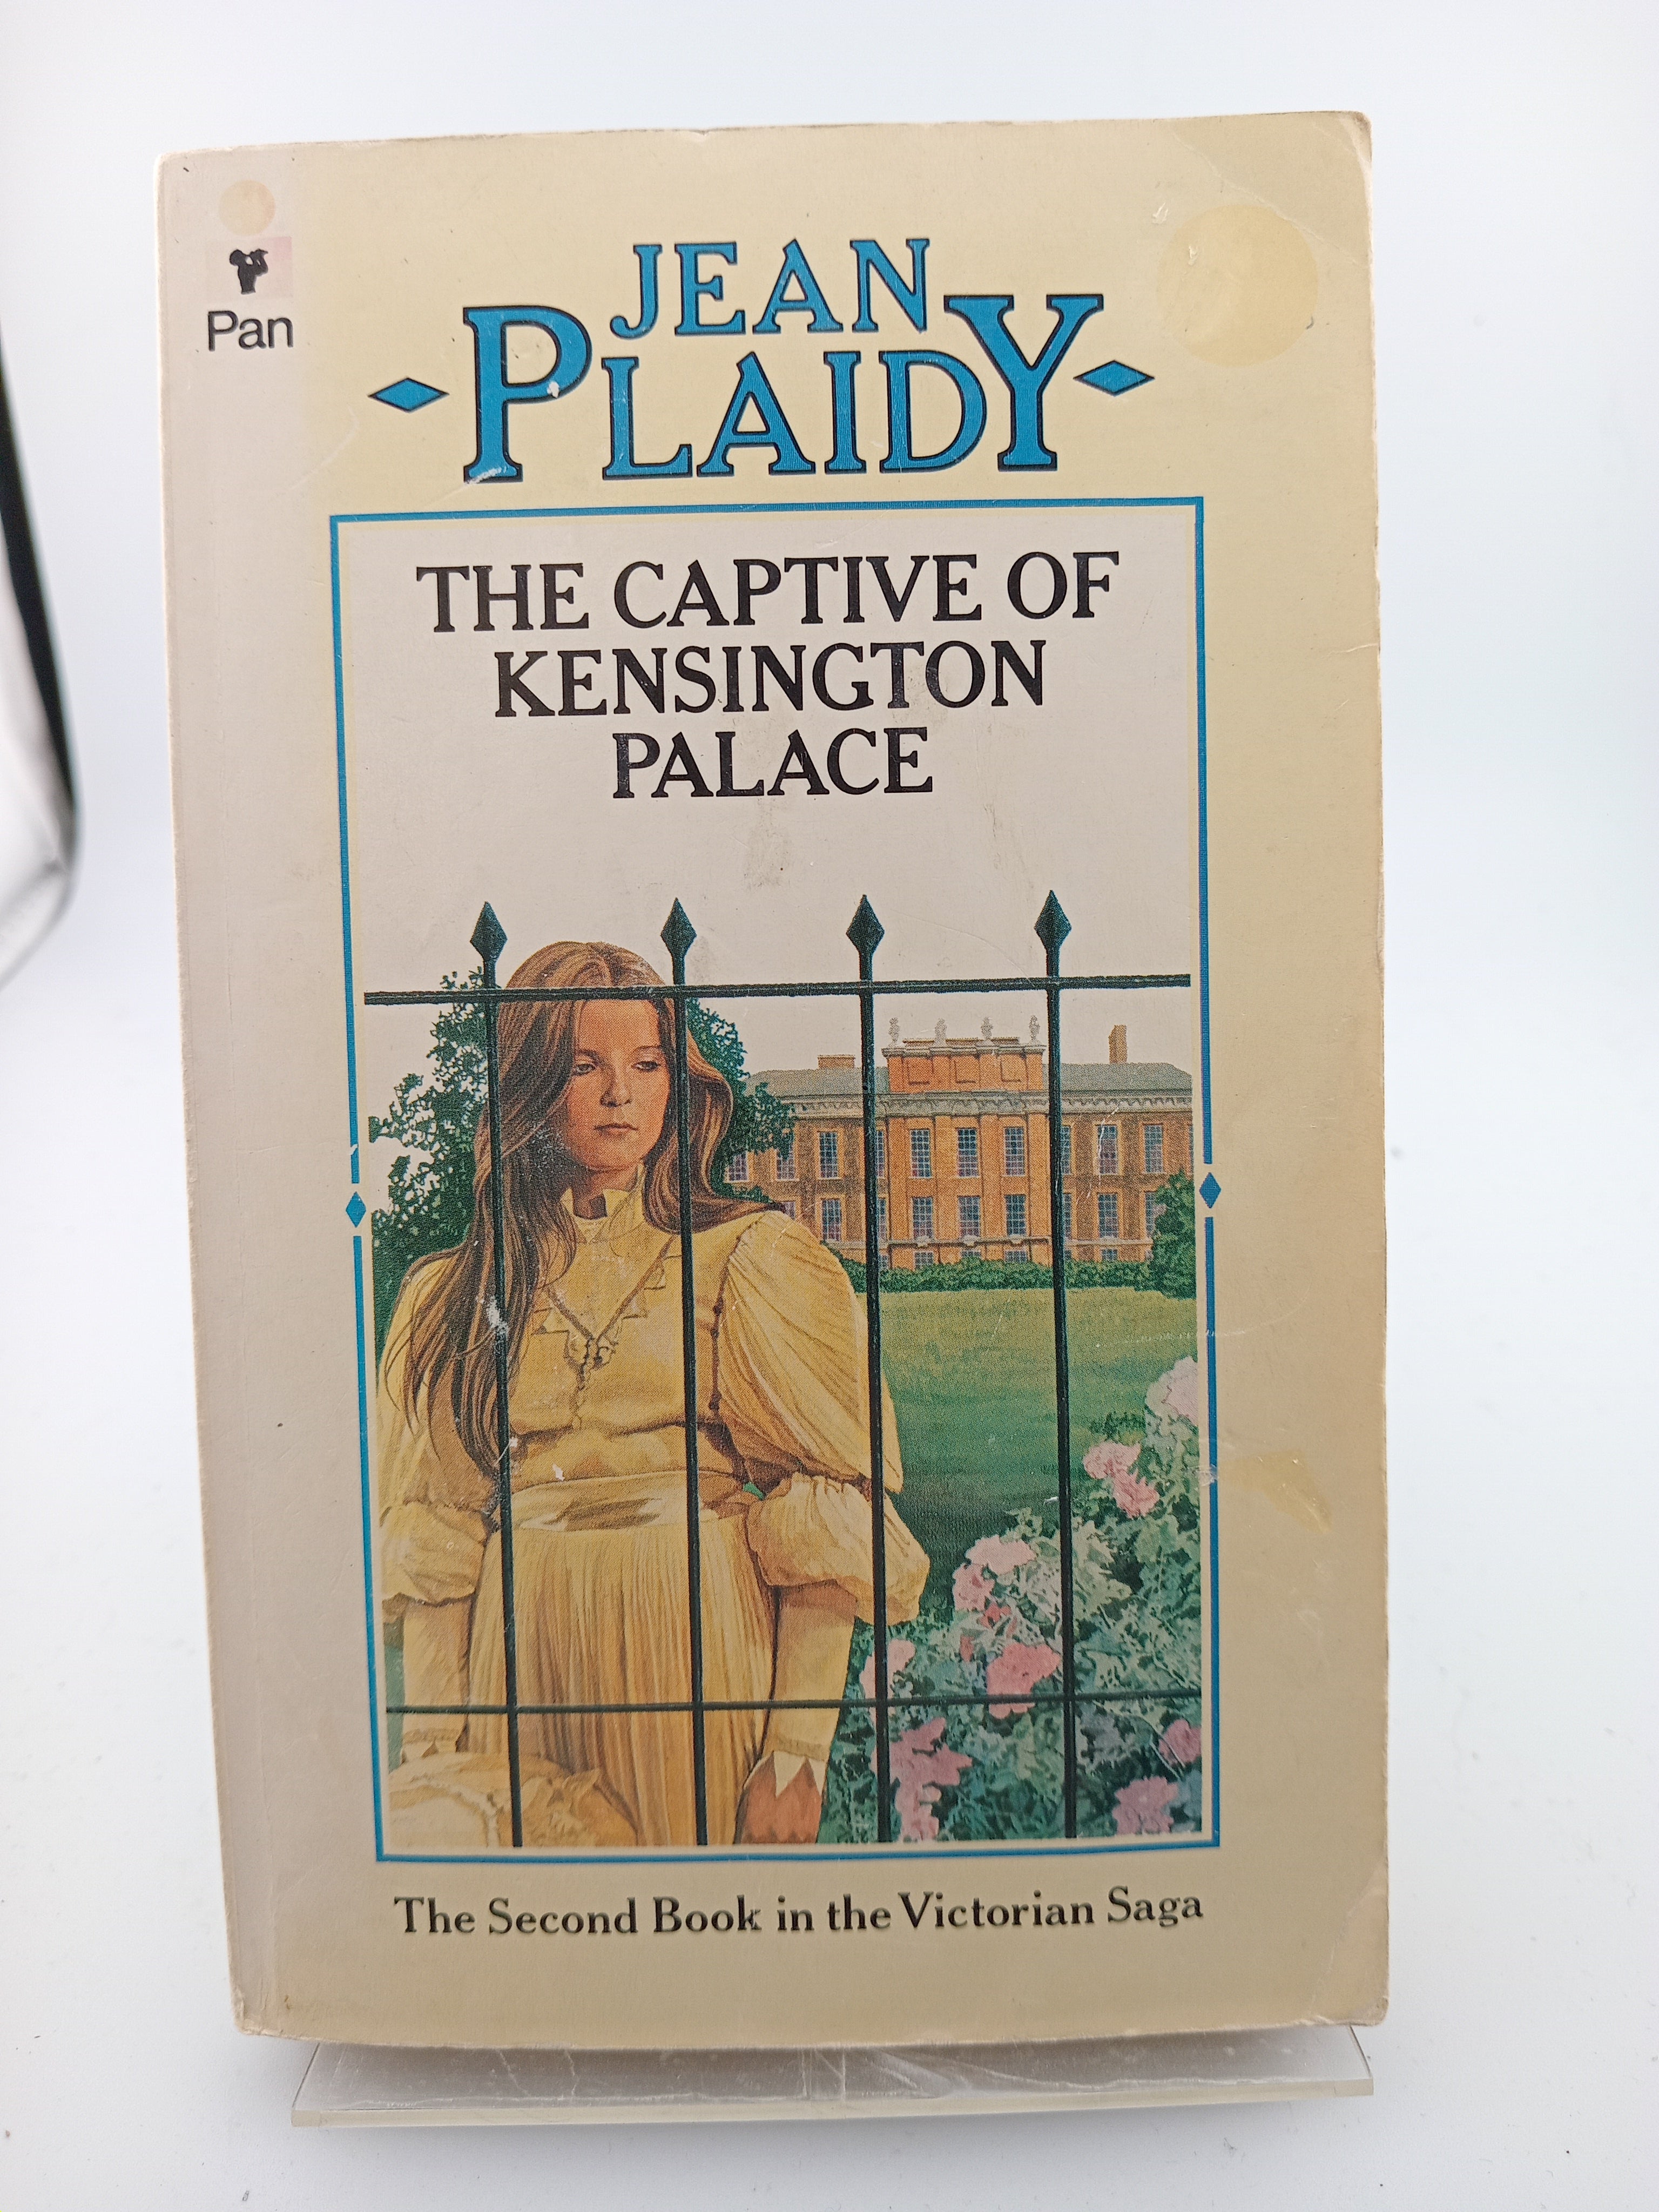 Pan
JEAN
PLAIDY
THE CAPTIVE OF
KENSINGTON
PALACE
The Second Book in the Victorian Saga